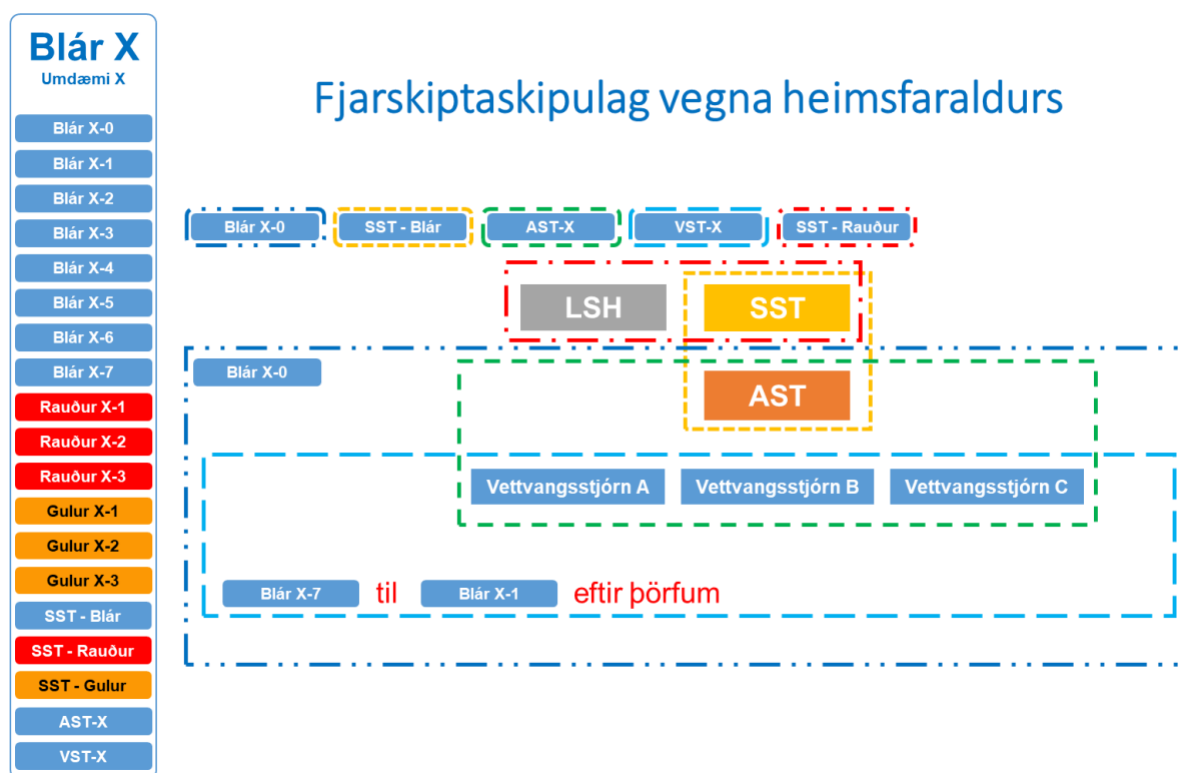 Blár X
Umdæmi X
Blár X-0
Blár X-1
Blár X-2
Blár X-3
Blár X-4
Blár X-5
Blár X-6
Blár X-7
Rauður X-1
Rauður X-2
Rauður X-3
Gulur X-1
Gulur X-2
Gulur X-3
SST - Blár
SST - Rauður
SST - Gulur
AST-X
VST-X
Fjarskiptaskipulag vegna heimsfaraldurs
Blár X-0 SST - Blár AST-X VST-X SST - Rauður
LSH SST
Blár X-0 AST
Vettvangsstjórn A Vettvangsstjórn B Vettvangsstjórn C
Blár X-7 til Blár X-1 eftir þörfum